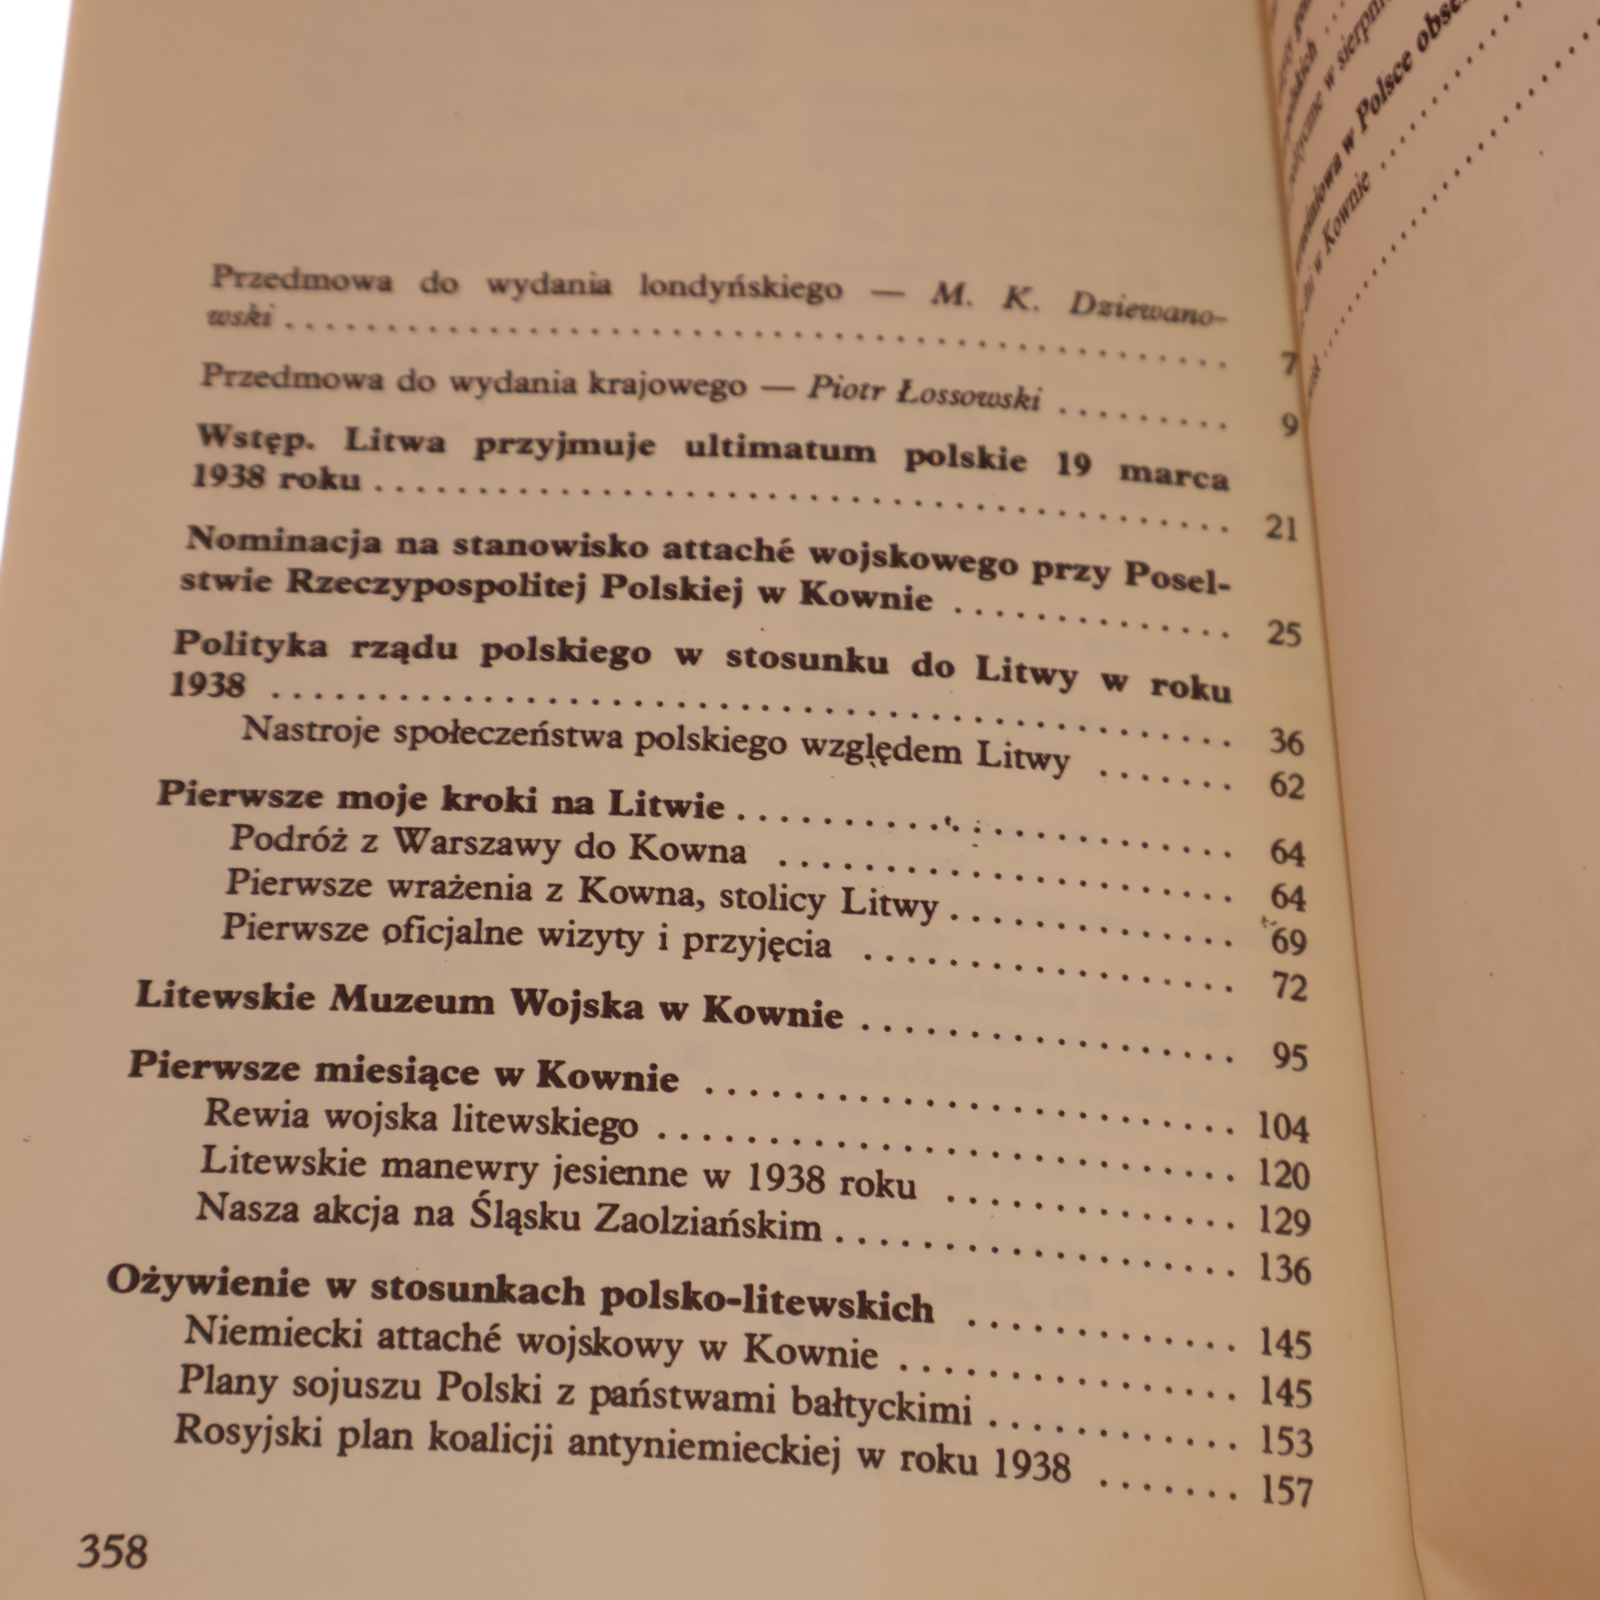 Przedmowa do wydania londyńskiego — M. K. Dziewano-
wski . . . . . . . . . . . . . . . . . . . . . . . . . . . . . . . . . . . . . . . . . 7
Przedmowa do wydania krajowego — Piotr Łossowski . . . . . . . . . 9
Wstęp. Litwa przyjmuje ultimatum polskie 19 marca
1938 roku . . . . . . . . . . . . . . . . . . . . . . . . . . . . . . . . . . . . . 21
Nominacja na stanowisko attaché wojskowego przy Posel-
stwie Rzeczypospolitej Polskiej w Kownie . . . . . . . . . . . . . 25
Polityka rządu polskiego w stosunku do Litwy w roku
1938 . . . . . . . . . . . . . . . . . . . . . . . . . . . . . . . . . . . . . . . . . 36
Nastroje społeczeństwa polskiego względem Litwy . . . . . . . 62
Pierwsze moje kroki na Litwie . . . . . . . . . . . . . . . . . . . . . . 64
Podróż z Warszawy do Kowna . . . . . . . . . . . . . . . . . . . . 64
Pierwsze wrażenia z Kowna, stolicy Litwy . . . . . . . . . . . . . 69
Pierwsze oficjalne wizyty i przyjęcia . . . . . . . . . . . . . . . . . 72
Litewskie Muzeum Wojska w Kownie . . . . . . . . . . . . . . . . . 95
Pierwsze miesiące w Kownie . . . . . . . . . . . . . . . . . . . . . . . . 104
Rewia wojska litewskiego . . . . . . . . . . . . . . . . . . . . . . . . . 120
Litewskie manewry jesienne w 1938 roku . . . . . . . . . . . . . 129
Nasza akcja na Śląsku Zaolziańskim . . . . . . . . . . . . . . . . . . 136
Ożywienie w stosunkach polsko-litewskich . . . . . . . . . . . . 145
Niemiecki attaché wojskowy w Kownie . . . . . . . . . . . . . . . 145
Plany sojuszu Polski z państwami bałtyckimi . . . . . . . . . . . 153
Rosyjski plan koalicji antyniemieckiej w roku 1938 . . . . . . . 157
358
w sierpniu
w Polsce
w Kownie . . . . . . . . . .